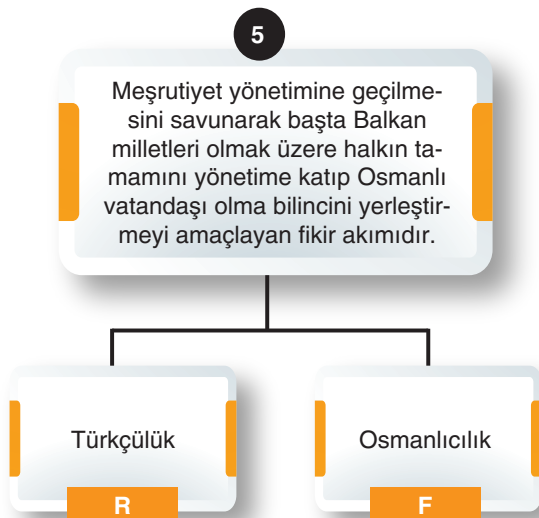 5
Meşrutiyet yönetimine geçilme-
sini savunarak başta Balkan
milletleri olmak üzere halkın ta-
mamını yönetime katıp Osmanlı
vatandaşı olma bilincini yerleştir-
meyi amaçlayan fikir akımıdır.
Türkçülük
Osmanlıcılık
R
F